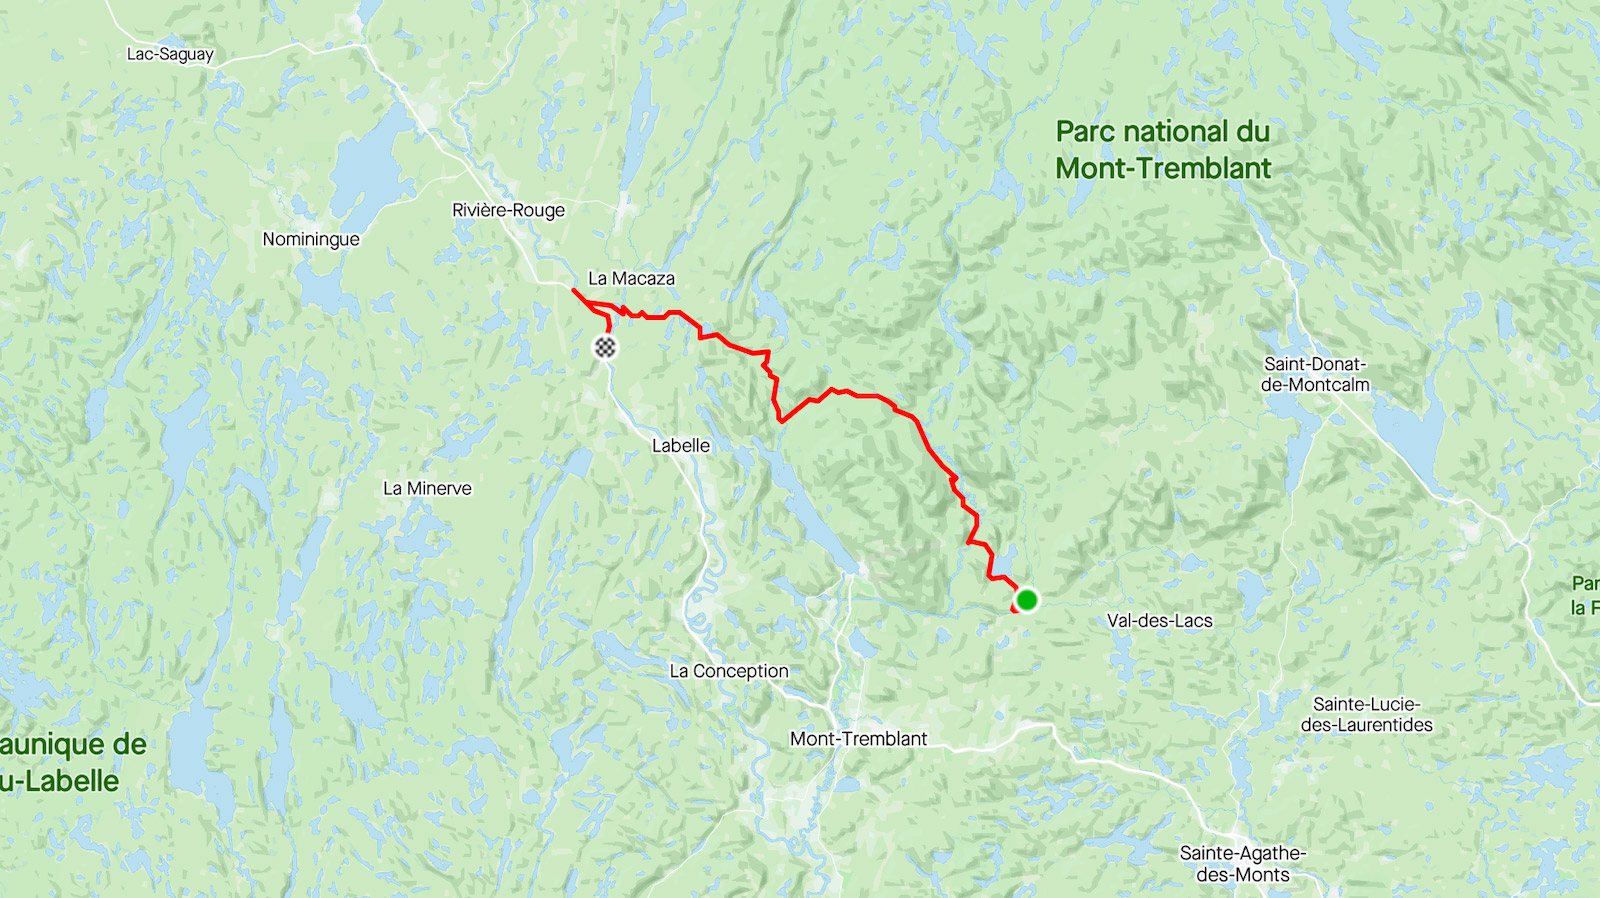 Lac-Saguay
Parc national du
Mont-Tremblant
Rivière-Rouge
Nominingue
La Macaza
Saint-Donat-
de-Montcalm
Labelle
La Minerve
Par
la F
Val-des-Lacs
La Conception
Sainte-Lucie-
des-Laurentides
Mont-Tremblant
aunique de
u-Labelle
Sainte-Agathe-
des-Monts